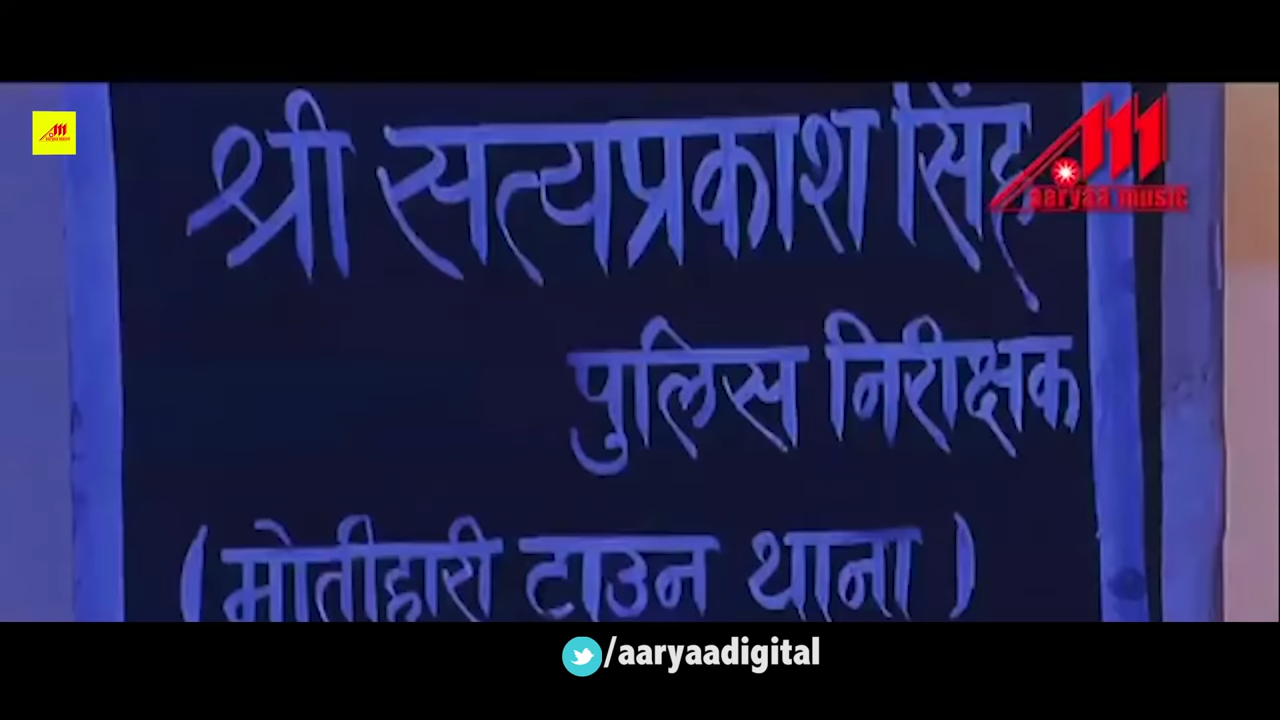 श्री सत्यप्रकाश सिंह
aaryaa music
पुलिस निरीक्षक
(मोतीहारी टाउन थाना)
/aaryaadigital